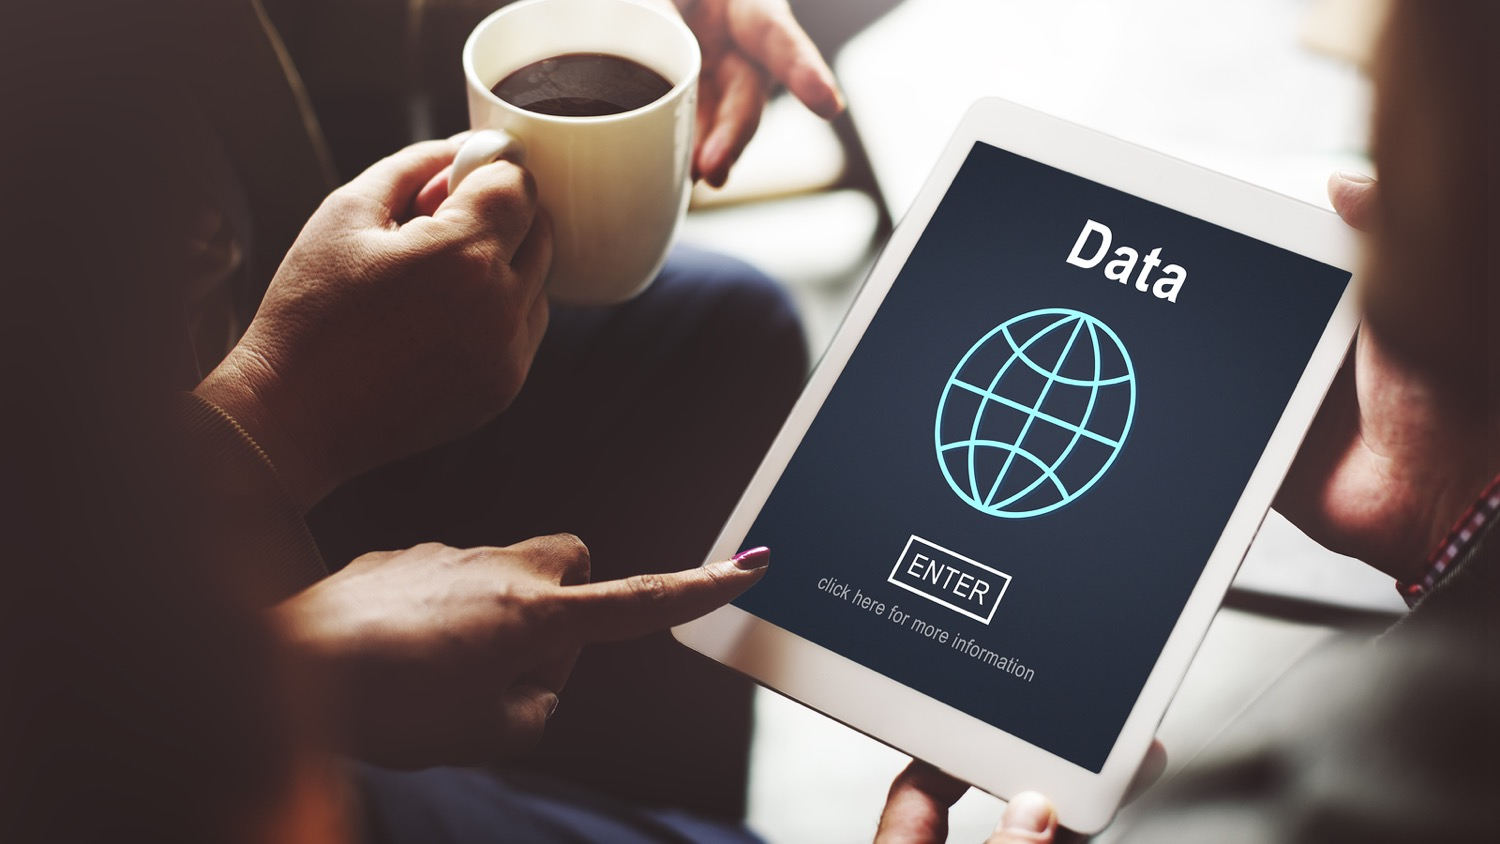 Data
ENTER
click here for more information